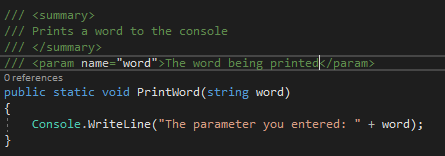 /// <summary>
/// Prints a word to the console
/// </summary>
/// <param name="word">The word being printed</param>
0 references
public static void PrintWord(string word)
{
    Console.WriteLine("The parameter you entered: " + word);
}